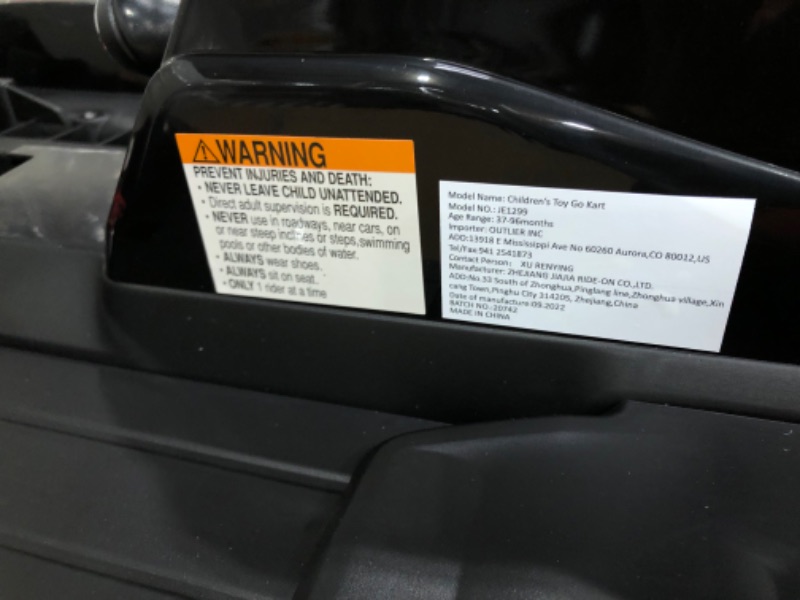 WARNING
PREVENT INJURIES AND DEATH:
• NEVER LEAVE CHILD UNATTENDED.
• Direct adult supervision is REQUIRED.
• NEVER use in roadways, near cars, on
or near steep inclines or steps,swimming
pools or other bodies of water.
• ALWAYS wear shoes.
• ALWAYS sit on seat.
• ONLY 1 rider at a time
Model Name: Children's Toy Go Kart
Model NO.: JE1299
Age Range: 37-96months
Importer: OUTLIER INC
ADD:13918 E Mississippi Ave No 60260 Aurora,CO 80012,US
Tel/Fax:941 2541873
Contact Person: XU RENYING
Manufacturer: ZHEJIANG JIAJIA RIDE-ON CO.,LTD.
ADD:No.53 South of Zhonghua,Pingfang line,Zhonghua village,Xin
cang Town,Pinghu City 314205, Zhejiang,China
Date of manufacture:09.2022
BATCH NO.:20742
MADE IN CHINA